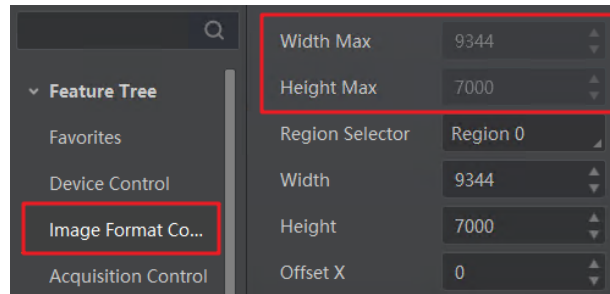 Feature Tree
Favorites
Device Control
Image Format Co...
Acquisition Control
Width Max 9344
Height Max 7000
Region Selector Region 0
Width 9344
Height 7000
Offset X 0